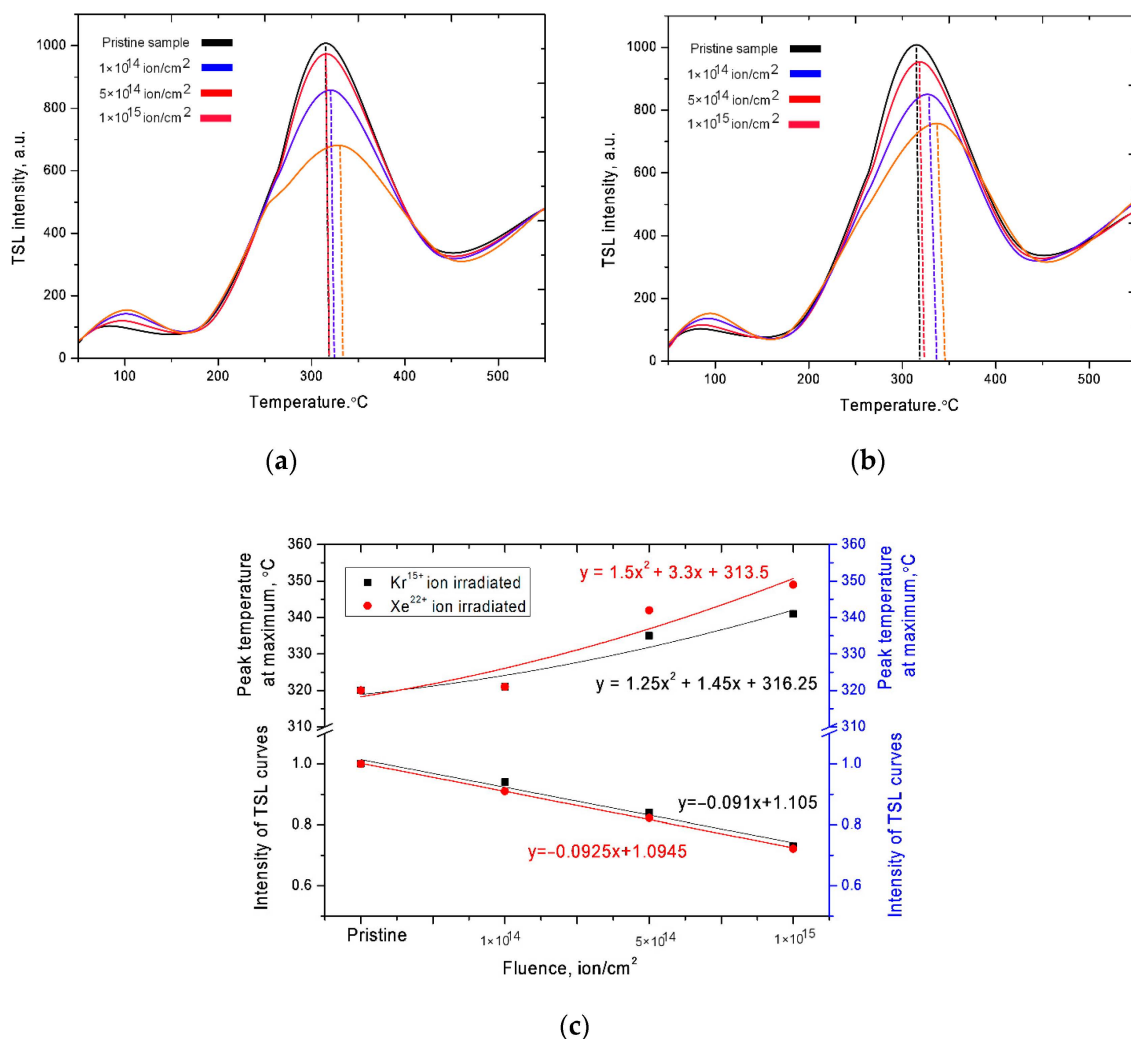 TSL intensity, a.u.
1000
800
600
400
200
0
Pristine sample
1×10¹⁴ ion/cm²
5×10¹⁴ ion/cm²
1×10¹⁵ ion/cm²
100 200 300 400 500
Temperature.°C
(a)
TSL intensity, a.u.
1000
800
600
400
200
0
Pristine sample
1×10¹⁴ ion/cm²
5×10¹⁴ ion/cm²
1×10¹⁵ ion/cm²
100 200 300 400 500
Temperature.°C
(b)
Peak temperature
at maximum, °C
360
350
340
330
320
310
Kr¹⁵⁺ ion irradiated
Xe²²⁺ ion irradiated
y = 1.5x² + 3.3x + 313.5
y = 1.25x² + 1.45x + 316.25
360
350
340
330
320
310
Peak temperature
at maximum,°C
Intensity of TSL curves
1.0
0.8
0.6
y=−0.091x+1.105
y=−0.0925x+1.0945
1.0
0.8
0.6
Intensity of TSL curves
Pristine 1×10¹⁴ 5×10¹⁴ 1×10¹⁵
Fluence, ion/cm²
(c)